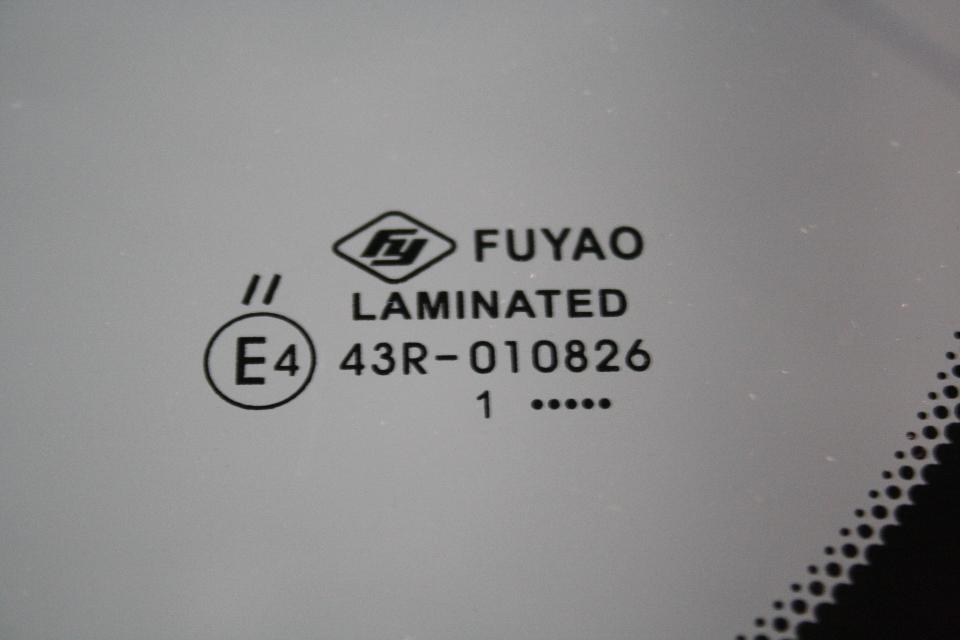 fy FUYAO
LAMINATED
//
E4 43R-010826
1 •••••